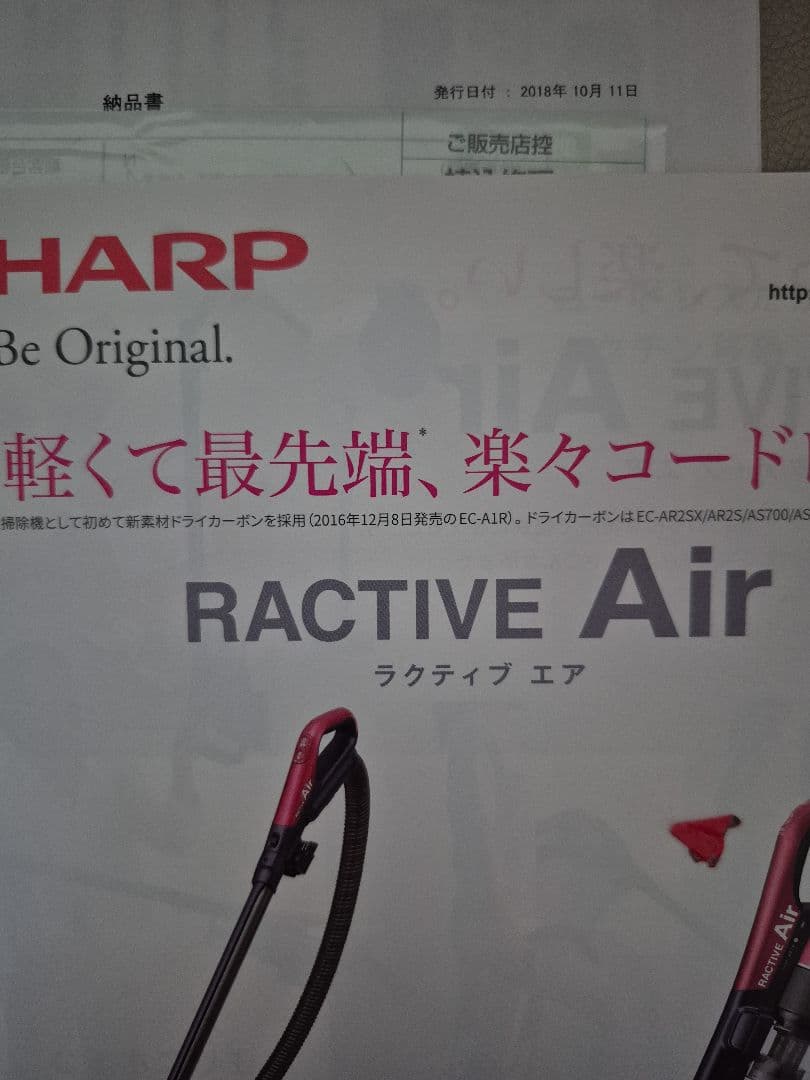 納品書
発行日付 : 2018年 10月 11日
ご販売店控
HARP
http
Be Original.
軽くて最先端*、楽々コード
掃除機として初めて新素材ドライカーボンを採用(2016年12月8日発売のEC-A1R)。ドライカーボンはEC-AR2SX/AR2S/AS700/AS
RACTIVE Air
ラクティブ エア
Air
RACTIVE Air